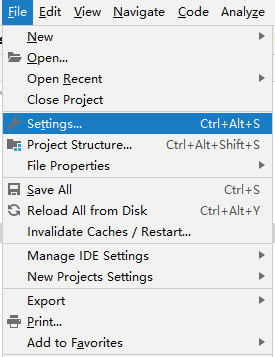 File Edit View Navigate Code Analyze
New
Open...
Open Recent
Close Project
Settings... Ctrl+Alt+S
Project Structure... Ctrl+Alt+Shift+S
File Properties
Save All Ctrl+S
Reload All from Disk Ctrl+Alt+Y
Invalidate Caches / Restart...
Manage IDE Settings
New Projects Settings
Export
Print...
Add to Favorites